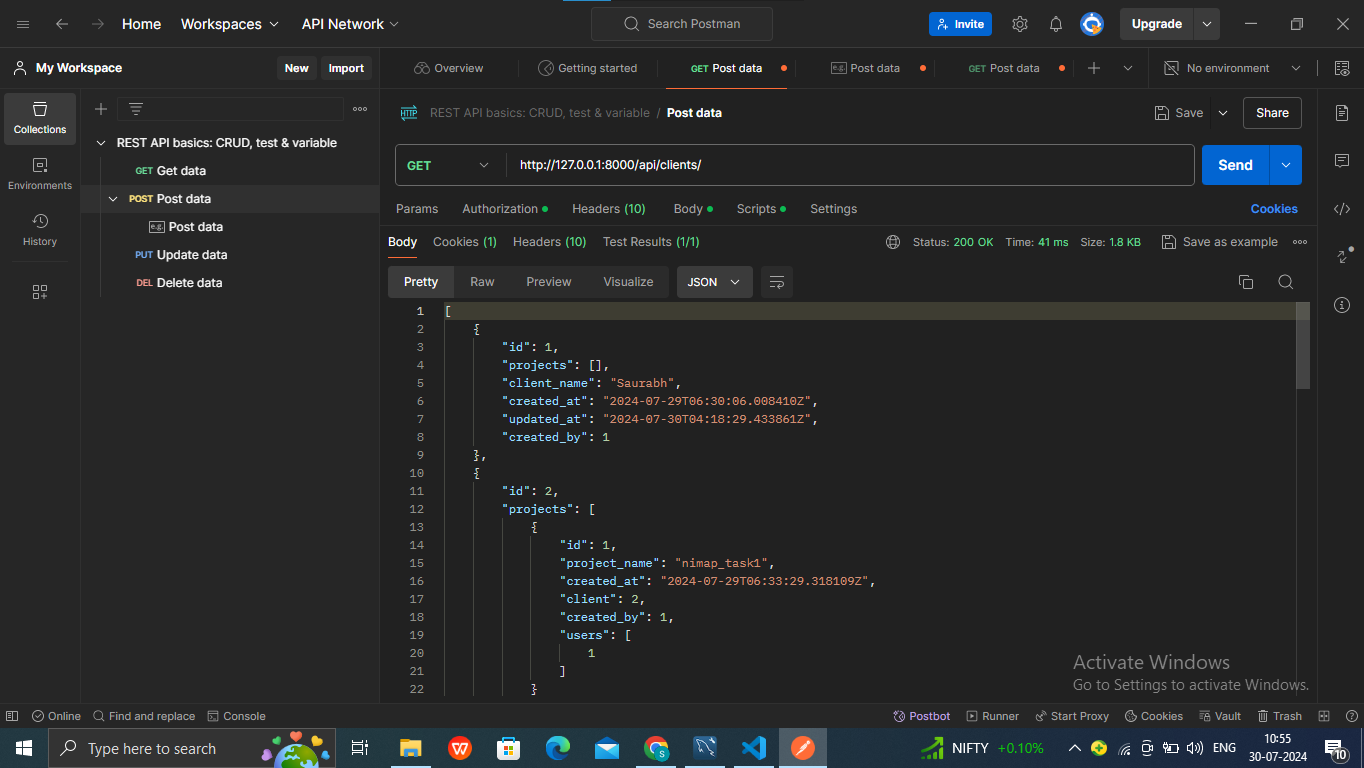 Home Workspaces API Network Search Postman Invite Upgrade
My Workspace New Import Overview Getting started GET Post data e.g. Post data GET Post data No environment
Collections
Environments
History
REST API basics: CRUD, test & variable
GET Get data
POST Post data
e.g. Post data
PUT Update data
DEL Delete data
HTTP REST API basics: CRUD, test & variable / Post data Save Share
GET http://127.0.0.1:8000/api/clients/ Send
Params Authorization Headers (10) Body Scripts Settings Cookies
Body Cookies (1) Headers (10) Test Results (1/1) Status: 200 OK Time: 41 ms Size: 1.8 KB Save as example
Pretty Raw Preview Visualize JSON
1 [
2 {
3 "id": 1,
4 "projects": [],
5 "client_name": "Saurabh",
6 "created_at": "2024-07-29T06:30:06.008410Z",
7 "updated_at": "2024-07-30T04:18:29.433861Z",
8 "created_by": 1
9 },
10 {
11 "id": 2,
12 "projects": [
13 {
14 "id": 1,
15 "project_name": "nimap_task1",
16 "created_at": "2024-07-29T06:33:29.318109Z",
17 "client": 2,
18 "created_by": 1,
19 "users": [
20 1
21 ]
22 }
Activate Windows
Go to Settings to activate Windows.
Online Find and replace Console Postbot Runner Start Proxy Cookies Vault Trash
Type here to search NIFTY +0.10% ENG 10:55
30-07-2024
10